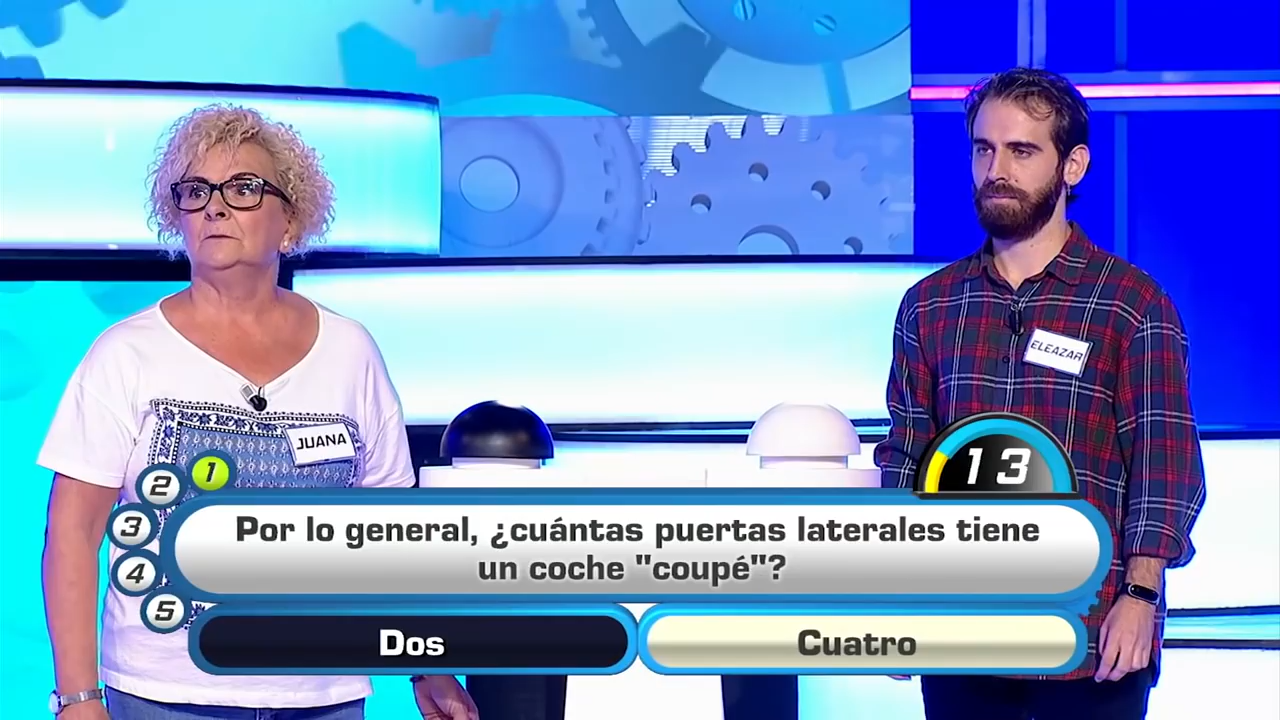 ELEAZAR
JUANA
13
1
2
3
4
5
Por lo general, ¿cuántas puertas laterales tiene
un coche "coupé"?
Dos
Cuatro